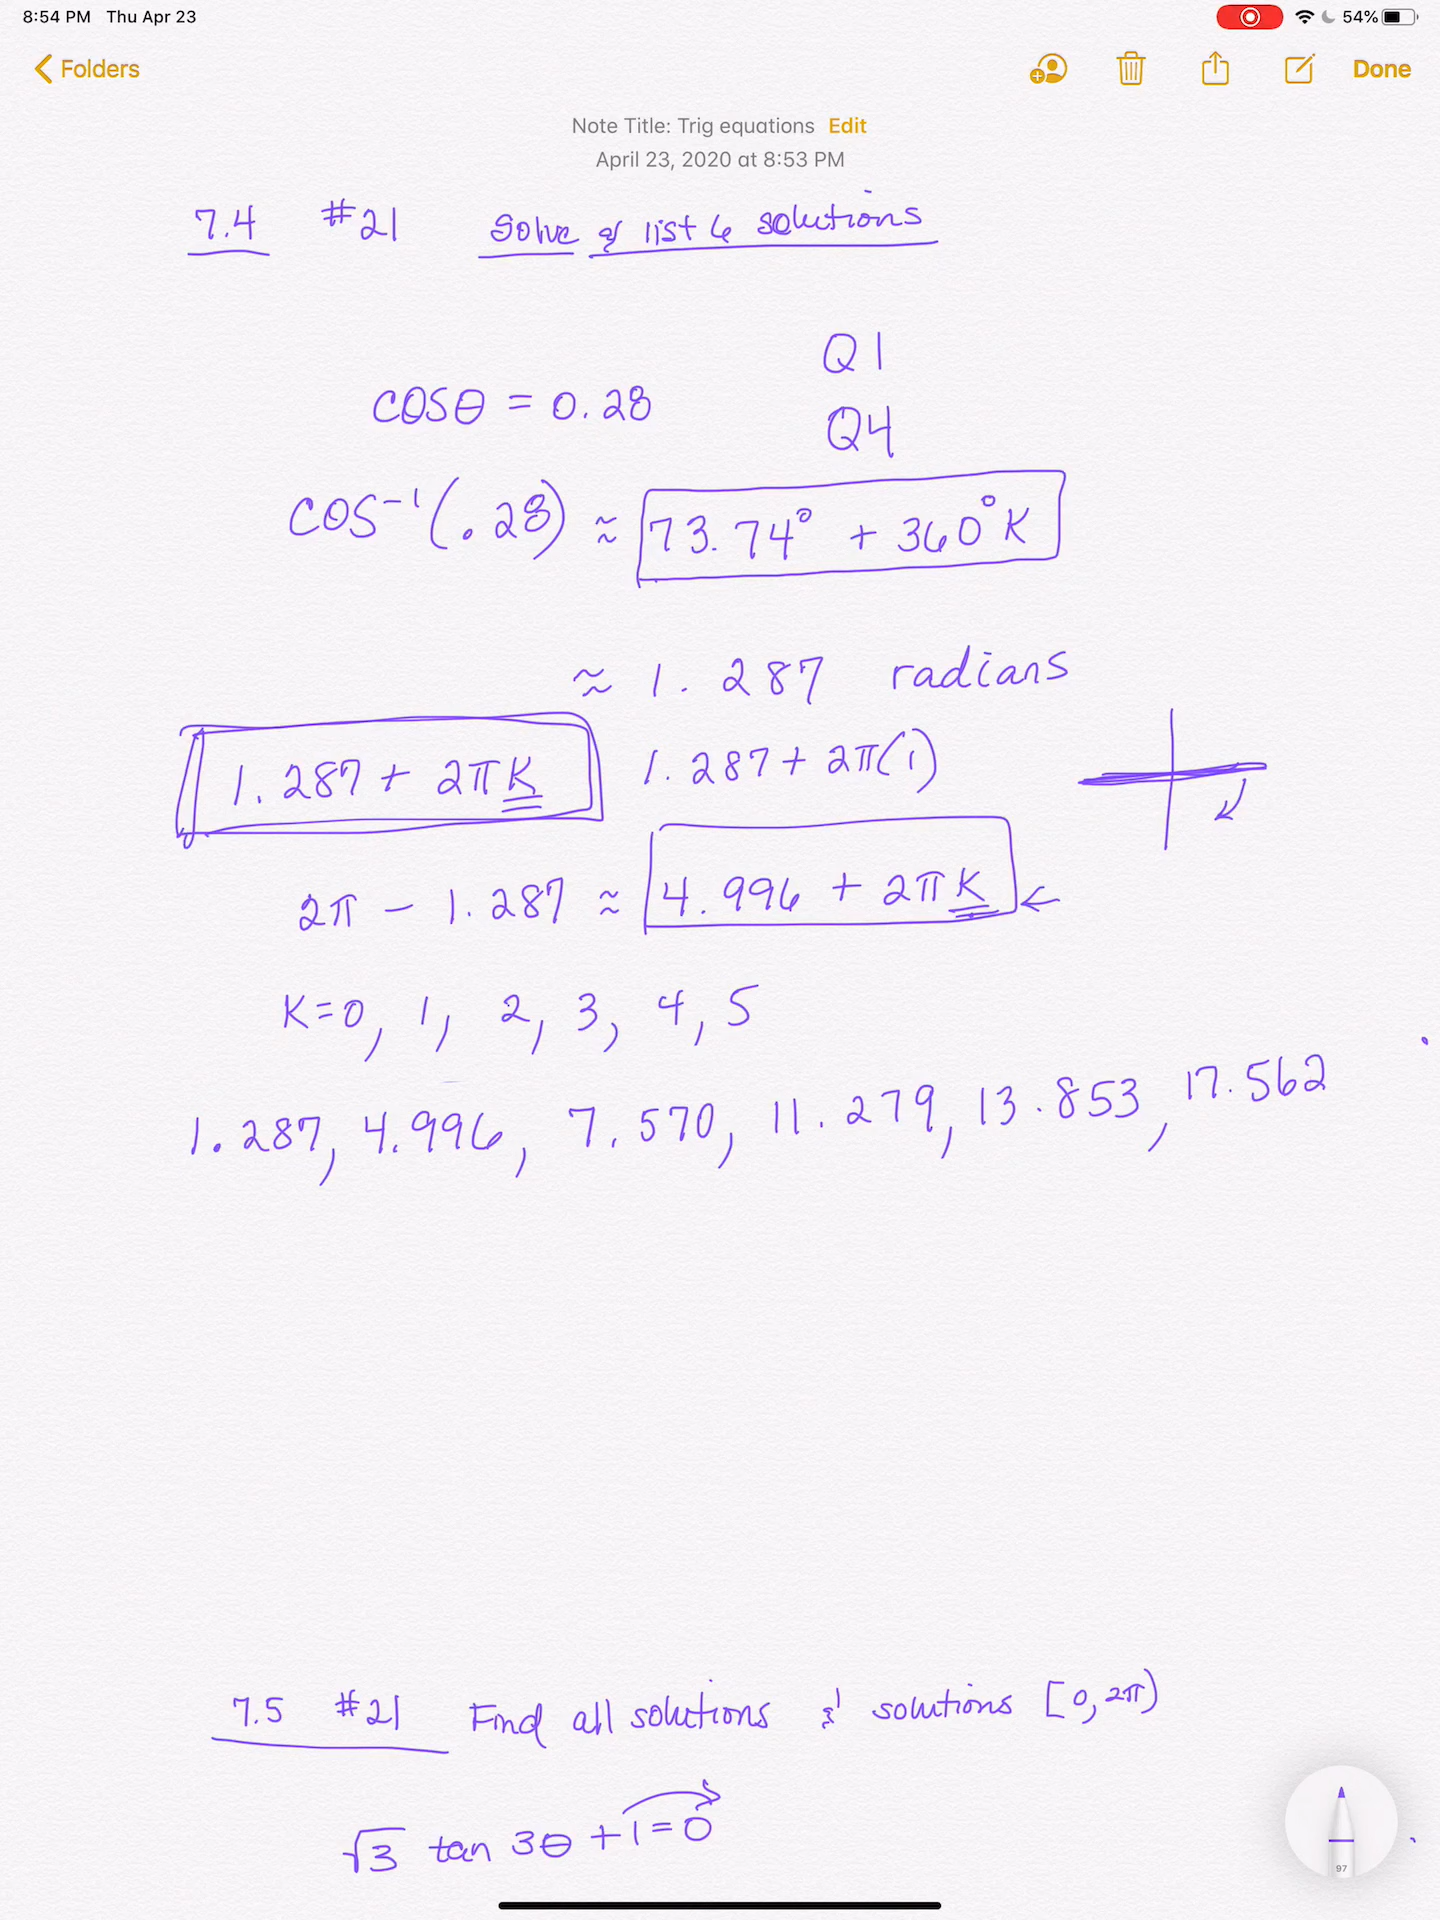 8:54 PM Thu Apr 23 54%
Folders Done
Note Title: Trig equations Edit
April 23, 2020 at 8:53 PM
7.4 #21 Solve & list 6 solutions
Q1
cosθ = 0.28
Q4
cos⁻¹(.28) ≈ 73.74° + 360°K
≈ 1.287 radians
1.287 + 2πK 1.287 + 2π(1)
2π - 1.287 ≈ 4.996 + 2πK ←
K=0, 1, 2, 3, 4, 5
1.287, 4.996, 7.570, 11.279, 13.853, 17.562
7.5 #21 Find all solutions & solutions [0, 2π)
√3 tan 3θ + 1 = 0
97